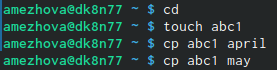 amezhova@dk8n77 ~ $ cd
amezhova@dk8n77 ~ $ touch abc1
amezhova@dk8n77 ~ $ cp abc1 april
amezhova@dk8n77 ~ $ cp abc1 may